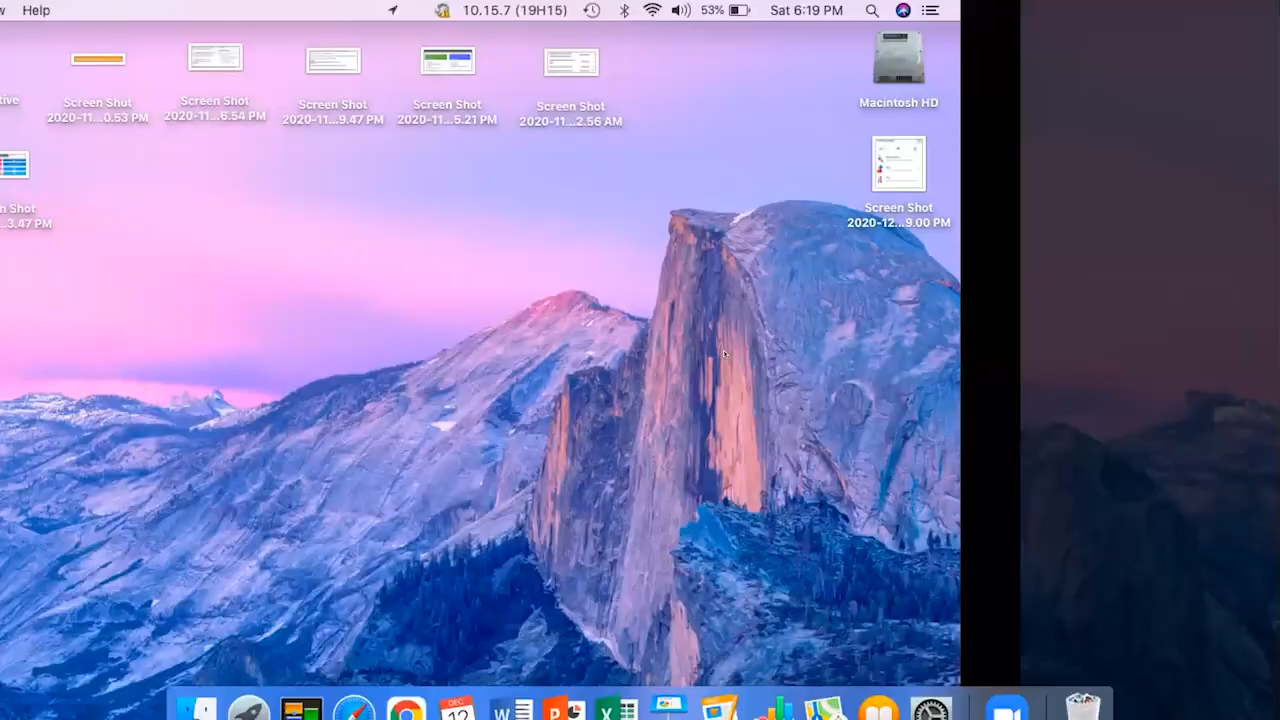 Help
10.15.7 (19H15)
53%
Sat 6:19 PM
tive
Screen Shot
2020-11...0.53 PM
Screen Shot
2020-11...6.54 PM
Screen Shot
2020-11...9.47 PM
Screen Shot
2020-11...5.21 PM
Screen Shot
2020-11...2.56 AM
Macintosh HD
n Shot
...3.47 PM
Screen Shot
2020-12...9.00 PM
DEC
12